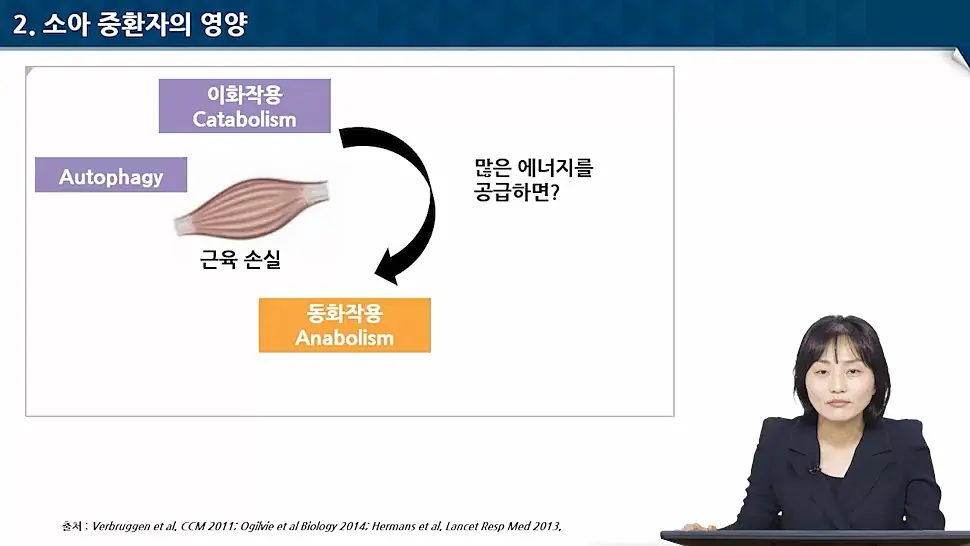 2. 소아 중환자의 영양
이화작용
Catabolism
Autophagy
많은 에너지를
공급하면?
근육 손실
동화작용
Anabolism
출처 : Verbruggen et al, CCM 2011; Ogilvie et al Biology 2014; Hermans et al, Lancet Resp Med 2013.